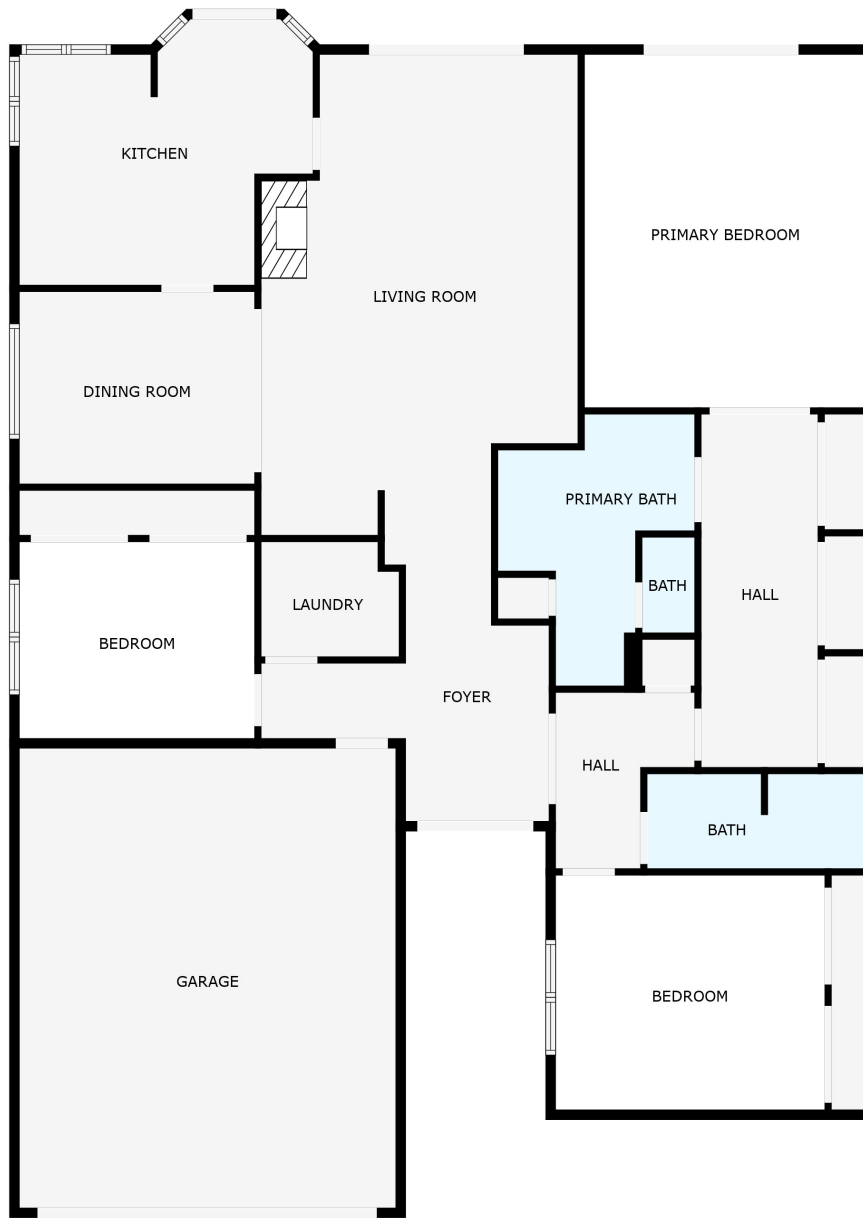 KITCHEN
PRIMARY BEDROOM
LIVING ROOM
DINING ROOM
PRIMARY BATH
BATH
HALL
LAUNDRY
BEDROOM
FOYER
HALL
BATH
GARAGE
BEDROOM